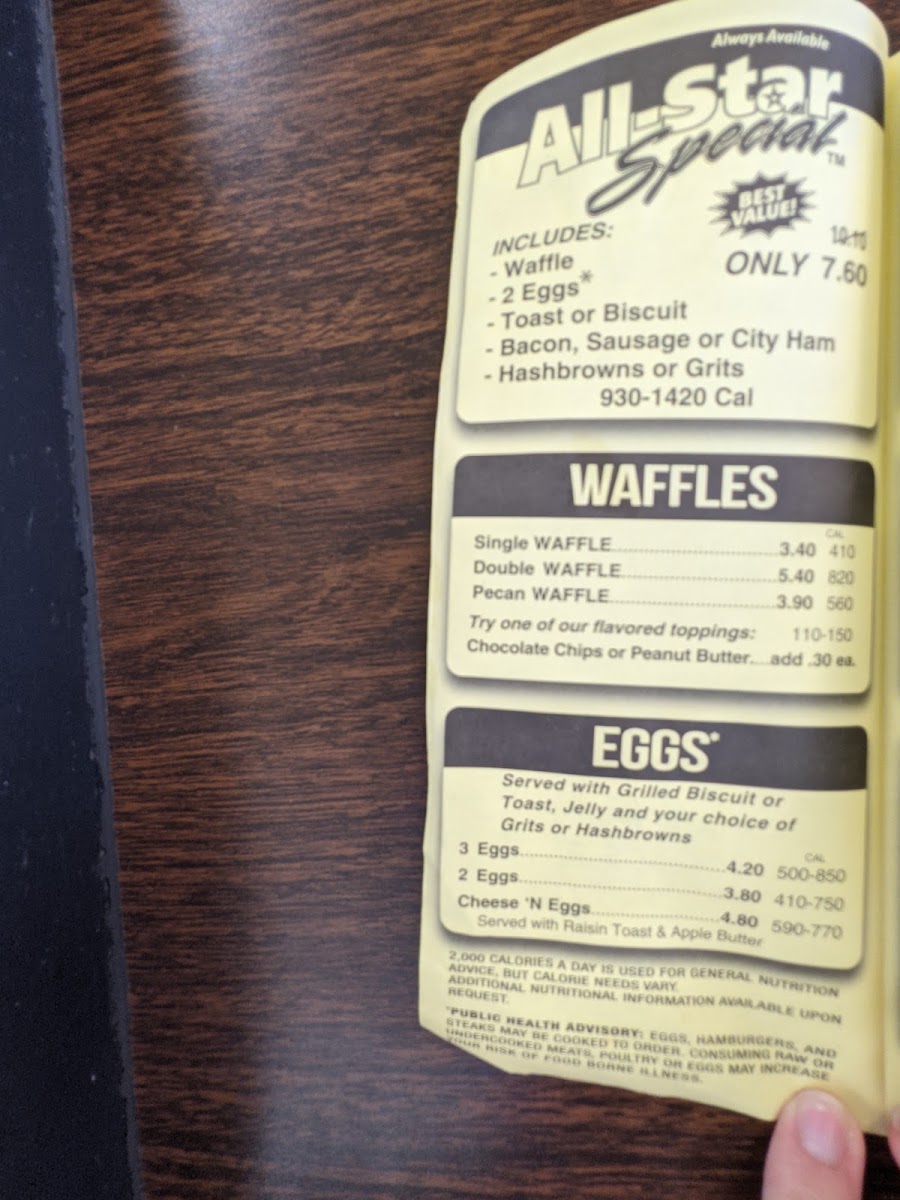 Always Available
All-Star
Special™
BEST
VALUE!
INCLUDES:
10.10
- Waffle
ONLY 7.60
- 2 Eggs*
- Toast or Biscuit
- Bacon, Sausage or City Ham
- Hashbrowns or Grits
930-1420 Cal
WAFFLES
CAL
Single WAFFLE 3.40 410
Double WAFFLE 5.40 820
Pecan WAFFLE 3.90 560
Try one of our flavored toppings: 110-150
Chocolate Chips or Peanut Butter....add .30 ea.
EGGS*
Served with Grilled Biscuit or
Toast, Jelly and your choice of
Grits or Hashbrowns
CAL
3 Eggs 4.20 500-850
2 Eggs 3.80 410-750
Cheese 'N Eggs 4.80 590-770
Served with Raisin Toast & Apple Butter
2,000 CALORIES A DAY IS USED FOR GENERAL NUTRITION
ADVICE, BUT CALORIE NEEDS VARY.
ADDITIONAL NUTRITIONAL INFORMATION AVAILABLE UPON
REQUEST.
*PUBLIC HEALTH ADVISORY: EGGS, HAMBURGERS, AND
STEAKS MAY BE COOKED TO ORDER. CONSUMING RAW OR
UNDERCOOKED MEATS, POULTRY OR EGGS MAY INCREASE
YOUR RISK OF FOOD BORNE ILLNESS.